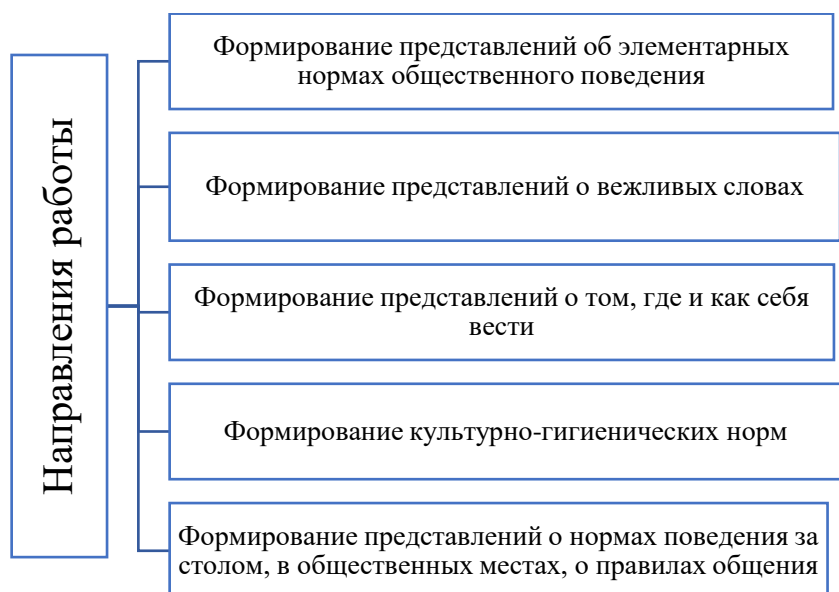 Направления работы
Формирование представлений об элементарных
нормах общественного поведения
Формирование представлений о вежливых словах
Формирование представлений о том, где и как себя
вести
Формирование культурно-гигиенических норм
Формирование представлений о нормах поведения за
столом, в общественных местах, о правилах общения